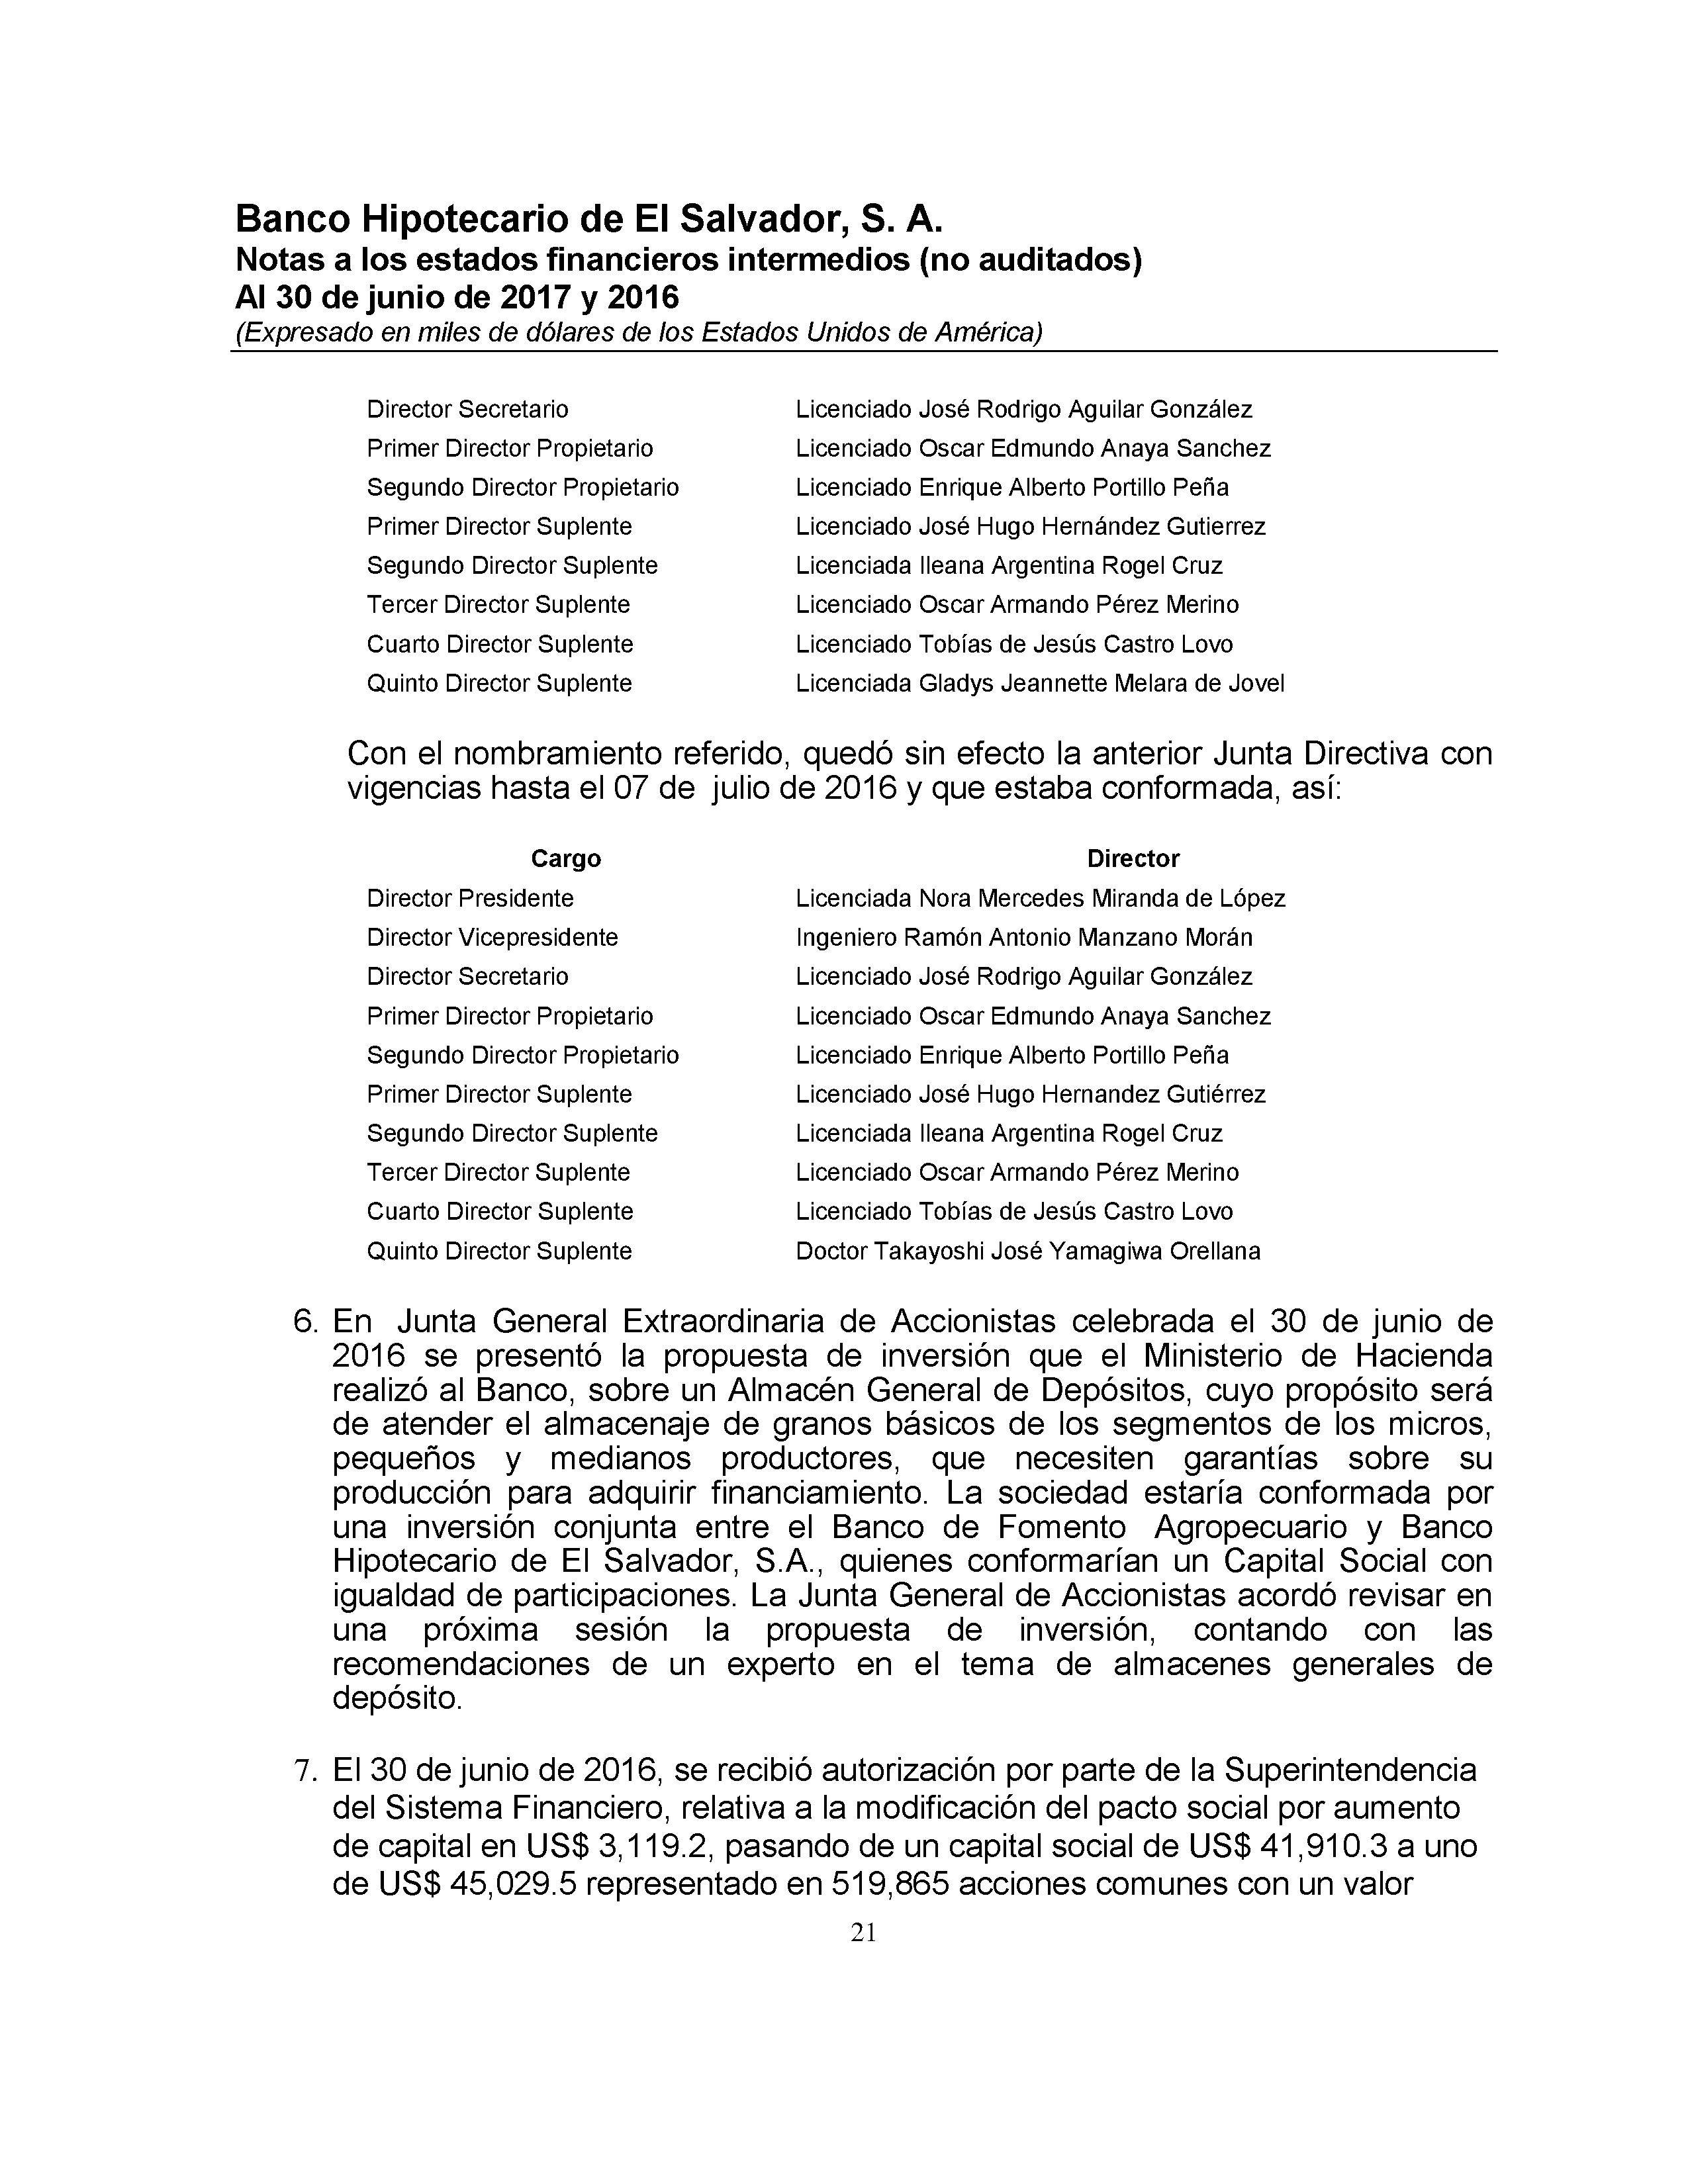 Banco Hipotecario de El Salvador, S. A.
Notas a los estados financieros intermedios (no auditados)
Al 30 de junio de 2017 y 2016
(Expresado en miles de dólares de los Estados Unidos de América)
Director Secretario Licenciado José Rodrigo Aguilar González
Primer Director Propietario Licenciado Oscar Edmundo Anaya Sanchez
Segundo Director Propietario Licenciado Enrique Alberto Portillo Peña
Primer Director Suplente Licenciado José Hugo Hernández Gutierrez
Segundo Director Suplente Licenciada Ileana Argentina Rogel Cruz
Tercer Director Suplente Licenciado Oscar Armando Pérez Merino
Cuarto Director Suplente Licenciado Tobías de Jesús Castro Lovo
Quinto Director Suplente Licenciada Gladys Jeannette Melara de Jovel
Con el nombramiento referido, quedó sin efecto la anterior Junta Directiva con
vigencias hasta el 07 de julio de 2016 y que estaba conformada, así:
Cargo Director
Director Presidente Licenciada Nora Mercedes Miranda de López
Director Vicepresidente Ingeniero Ramón Antonio Manzano Morán
Director Secretario Licenciado José Rodrigo Aguilar González
Primer Director Propietario Licenciado Oscar Edmundo Anaya Sanchez
Segundo Director Propietario Licenciado Enrique Alberto Portillo Peña
Primer Director Suplente Licenciado José Hugo Hernandez Gutiérrez
Segundo Director Suplente Licenciada Ileana Argentina Rogel Cruz
Tercer Director Suplente Licenciado Oscar Armando Pérez Merino
Cuarto Director Suplente Licenciado Tobías de Jesús Castro Lovo
Quinto Director Suplente Doctor Takayoshi José Yamagiwa Orellana
6. En Junta General Extraordinaria de Accionistas celebrada el 30 de junio de
2016 se presentó la propuesta de inversión que el Ministerio de Hacienda
realizó al Banco, sobre un Almacén General de Depósitos, cuyo propósito será
de atender el almacenaje de granos básicos de los segmentos de los micros,
pequeños y medianos productores, que necesiten garantías sobre su
producción para adquirir financiamiento. La sociedad estaría conformada por
una inversión conjunta entre el Banco de Fomento Agropecuario y Banco
Hipotecario de El Salvador, S.A., quienes conformarían un Capital Social con
igualdad de participaciones. La Junta General de Accionistas acordó revisar en
una próxima sesión la propuesta de inversión, contando con las
recomendaciones de un experto en el tema de almacenes generales de
depósito.
7. El 30 de junio de 2016, se recibió autorización por parte de la Superintendencia
del Sistema Financiero, relativa a la modificación del pacto social por aumento
de capital en US$ 3,119.2, pasando de un capital social de US$ 41,910.3 a uno
de US$ 45,029.5 representado en 519,865 acciones comunes con un valor
21